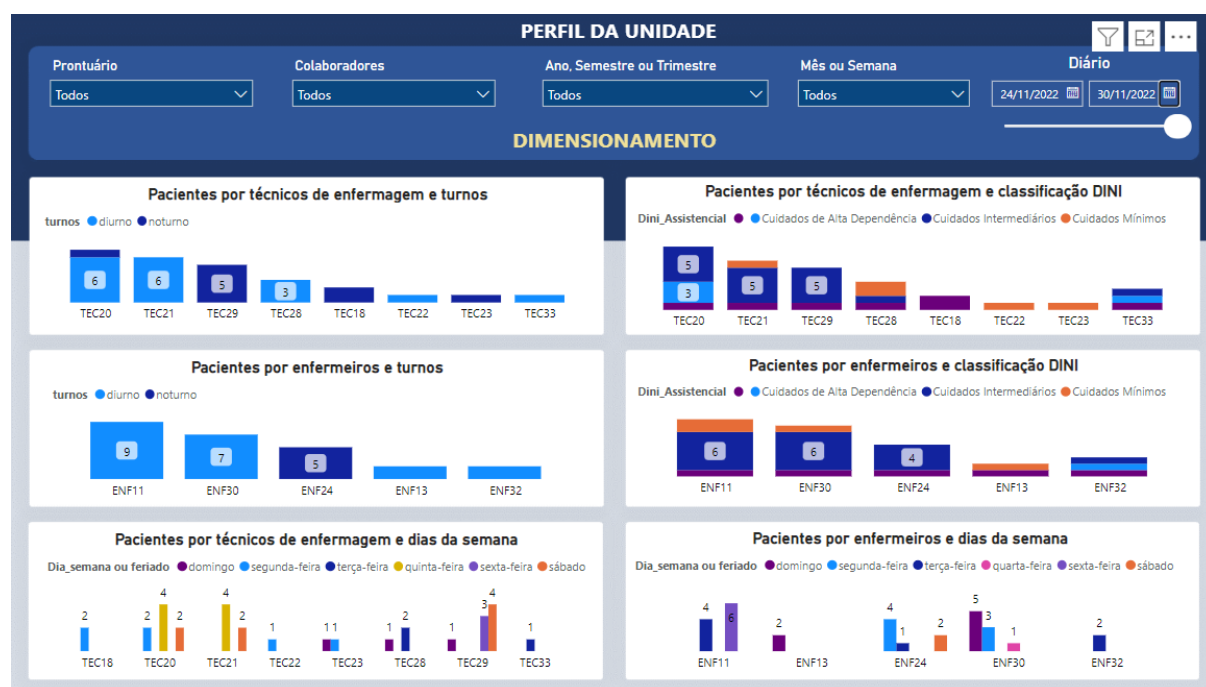 PERFIL DA UNIDADE
Prontuário Colaboradores Ano, Semestre ou Trimestre Mês ou Semana Diário
Todos Todos Todos Todos 24/11/2022 30/11/2022
DIMENSIONAMENTO
Pacientes por técnicos de enfermagem e turnos
turnos diurno noturno
6 6 5 3
TEC20 TEC21 TEC29 TEC28 TEC18 TEC22 TEC23 TEC33
Pacientes por técnicos de enfermagem e classificação DINI
Dini_Assistencial Cuidados de Alta Dependência Cuidados Intermediários Cuidados Mínimos
5
3 5 5
TEC20 TEC21 TEC29 TEC28 TEC18 TEC22 TEC23 TEC33
Pacientes por enfermeiros e turnos
turnos diurno noturno
9 7 5
ENF11 ENF30 ENF24 ENF13 ENF32
Pacientes por enfermeiros e classificação DINI
Dini_Assistencial Cuidados de Alta Dependência Cuidados Intermediários Cuidados Mínimos
6 6 4
ENF11 ENF30 ENF24 ENF13 ENF32
Pacientes por técnicos de enfermagem e dias da semana
Dia_semana ou feriado domingo segunda-feira terça-feira quinta-feira sexta-feira sábado
2 2 4 2 4 2 1 1 1 1 2 1 3 4 1
TEC18 TEC20 TEC21 TEC22 TEC23 TEC28 TEC29 TEC33
Pacientes por enfermeiros e dias da semana
Dia_semana ou feriado domingo segunda-feira terça-feira quarta-feira sexta-feira sábado
4 6 2 4 1 2 5 3 1 2
ENF11 ENF13 ENF24 ENF30 ENF32